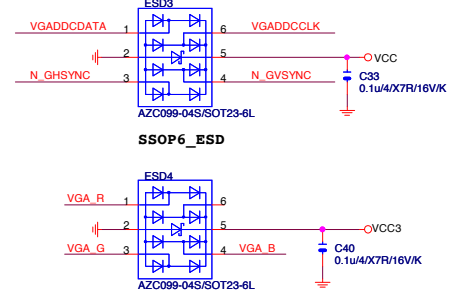 ESD3
VGADDCDATA 1 6 VGADDCCLK
2 5 VCC
N_GHSYNC 3 4 N_GVSYNC
C33
0.1u/4/X7R/16V/K
AZC099-04S/SOT23-6L
SSOP6_ESD
ESD4
VGA_R 1 6
2 5 VCC3
VGA_G 3 4 VGA_B
C40
0.1u/4/X7R/16V/K
AZC099-04S/SOT23-6L